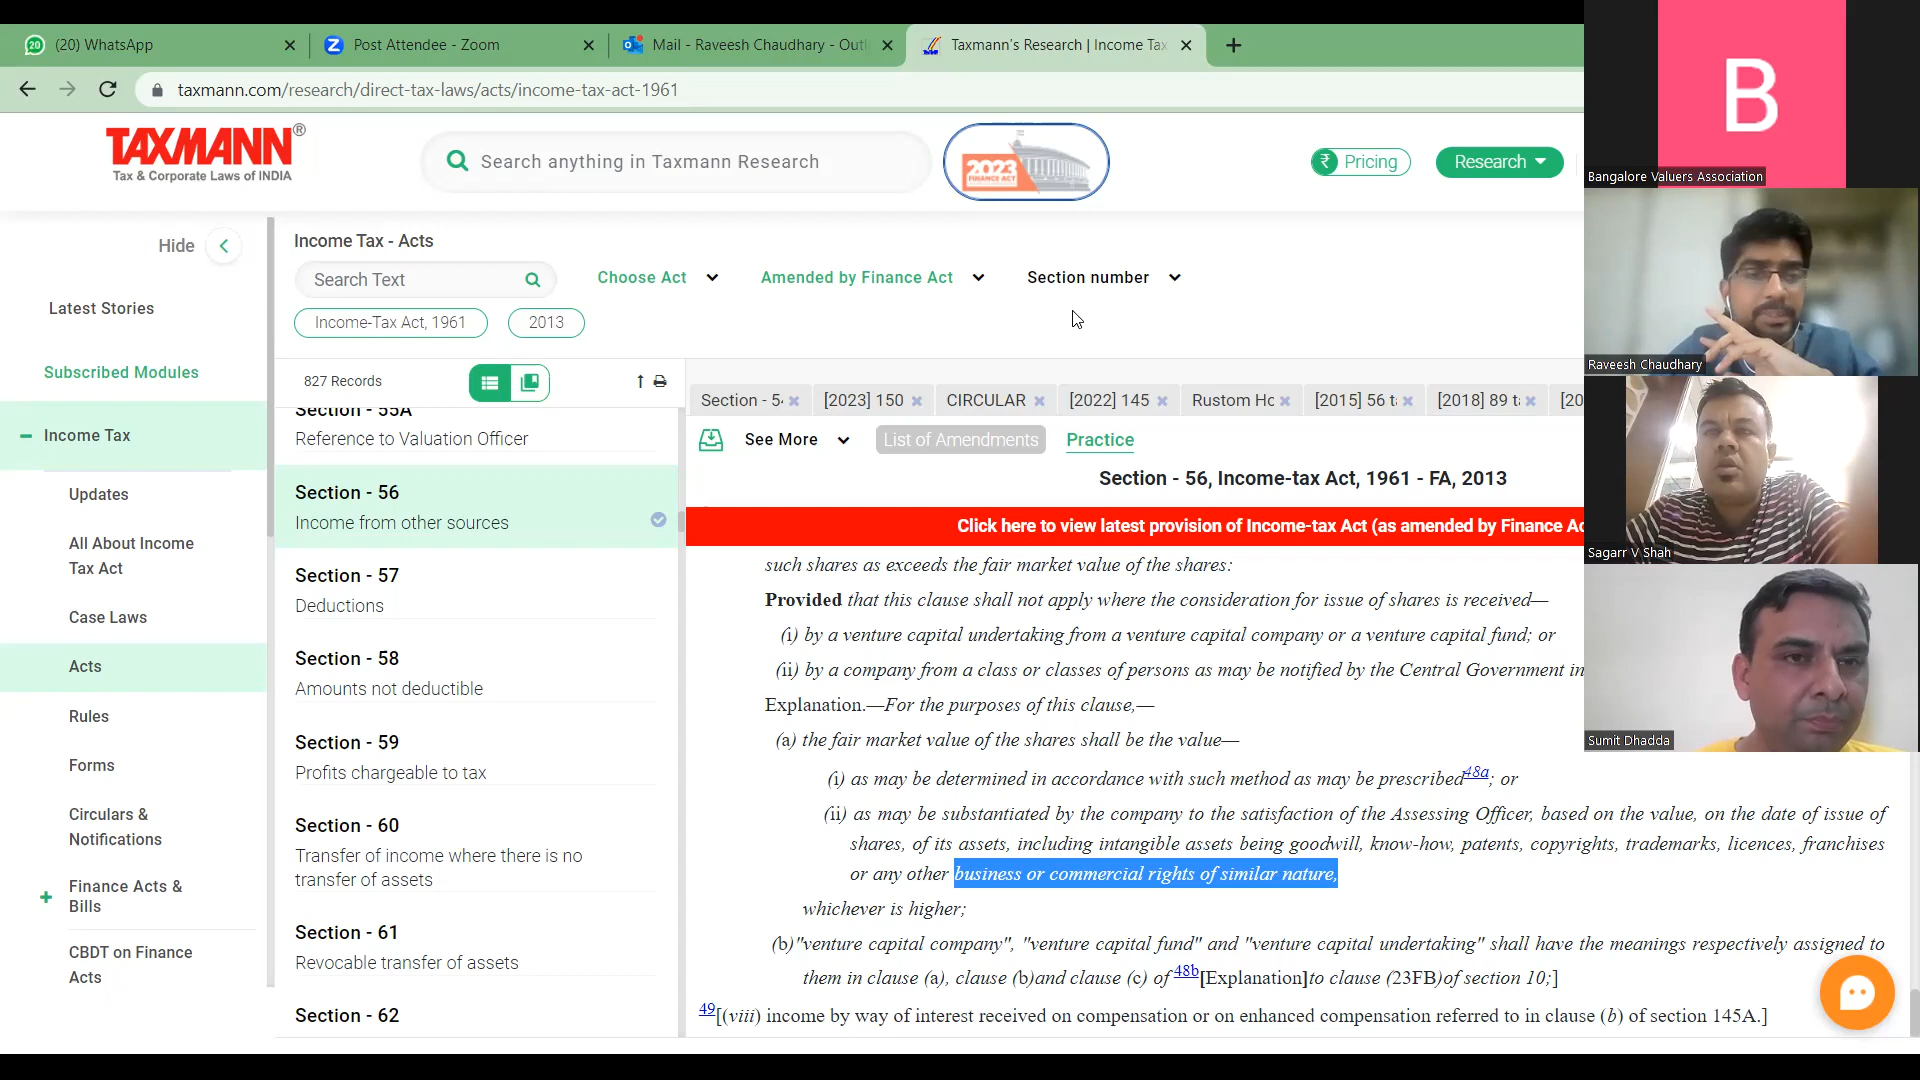 (20) WhatsApp
Post Attendee - Zoom
Mail - Raveesh Chaudhary - Outl
Taxmann's Research | Income Tax
taxmann.com/research/direct-tax-laws/acts/income-tax-act-1961
TAXMANN®
Tax & Corporate Laws of INDIA
Search anything in Taxmann Research
2023
FINANCE ACT
₹ Pricing
Research
B
Bangalore Valuers Association
Raveesh Chaudhary
Sagarr V Shah
Sumit Dhadda
Hide
Latest Stories
Subscribed Modules
Income Tax
Updates
All About Income
Tax Act
Case Laws
Acts
Rules
Forms
Circulars &
Notifications
Finance Acts &
Bills
CBDT on Finance
Acts
Income Tax - Acts
Search Text
Choose Act
Amended by Finance Act
Section number
Income-Tax Act, 1961
2013
827 Records
Section - 55A
Reference to Valuation Officer
Section - 56
Income from other sources
Section - 57
Deductions
Section - 58
Amounts not deductible
Section - 59
Profits chargeable to tax
Section - 60
Transfer of income where there is no
transfer of assets
Section - 61
Revocable transfer of assets
Section - 62
Section - 54
[2023] 150
CIRCULAR
[2022] 145
Rustom Ho
[2015] 56 t
[2018] 89 t
[20
See More
List of Amendments
Practice
Section - 56, Income-tax Act, 1961 - FA, 2013
Click here to view latest provision of Income-tax Act (as amended by Finance Ac
such shares as exceeds the fair market value of the shares:
Provided that this clause shall not apply where the consideration for issue of shares is received—
(i) by a venture capital undertaking from a venture capital company or a venture capital fund; or
(ii) by a company from a class or classes of persons as may be notified by the Central Government in
Explanation.—For the purposes of this clause,—
(a) the fair market value of the shares shall be the value—
(i) as may be determined in accordance with such method as may be prescribed48a; or
(ii) as may be substantiated by the company to the satisfaction of the Assessing Officer, based on the value, on the date of issue of
shares, of its assets, including intangible assets being goodwill, know-how, patents, copyrights, trademarks, licences, franchises
or any other business or commercial rights of similar nature,
whichever is higher;
(b)"venture capital company", "venture capital fund" and "venture capital undertaking" shall have the meanings respectively assigned to
them in clause (a), clause (b)and clause (c) of 48b[Explanation]to clause (23FB)of section 10;]
49[(viii) income by way of interest received on compensation or on enhanced compensation referred to in clause (b) of section 145A.]